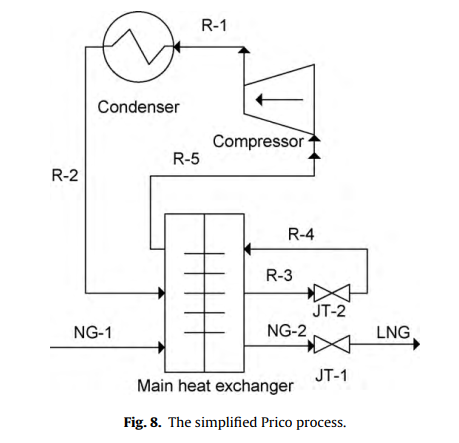 R-1
Condenser
Compressor
R-5
R-2
R-4
R-3
JT-2
NG-1
NG-2
LNG
JT-1
Main heat exchanger
Fig. 8. The simplified Prico process.